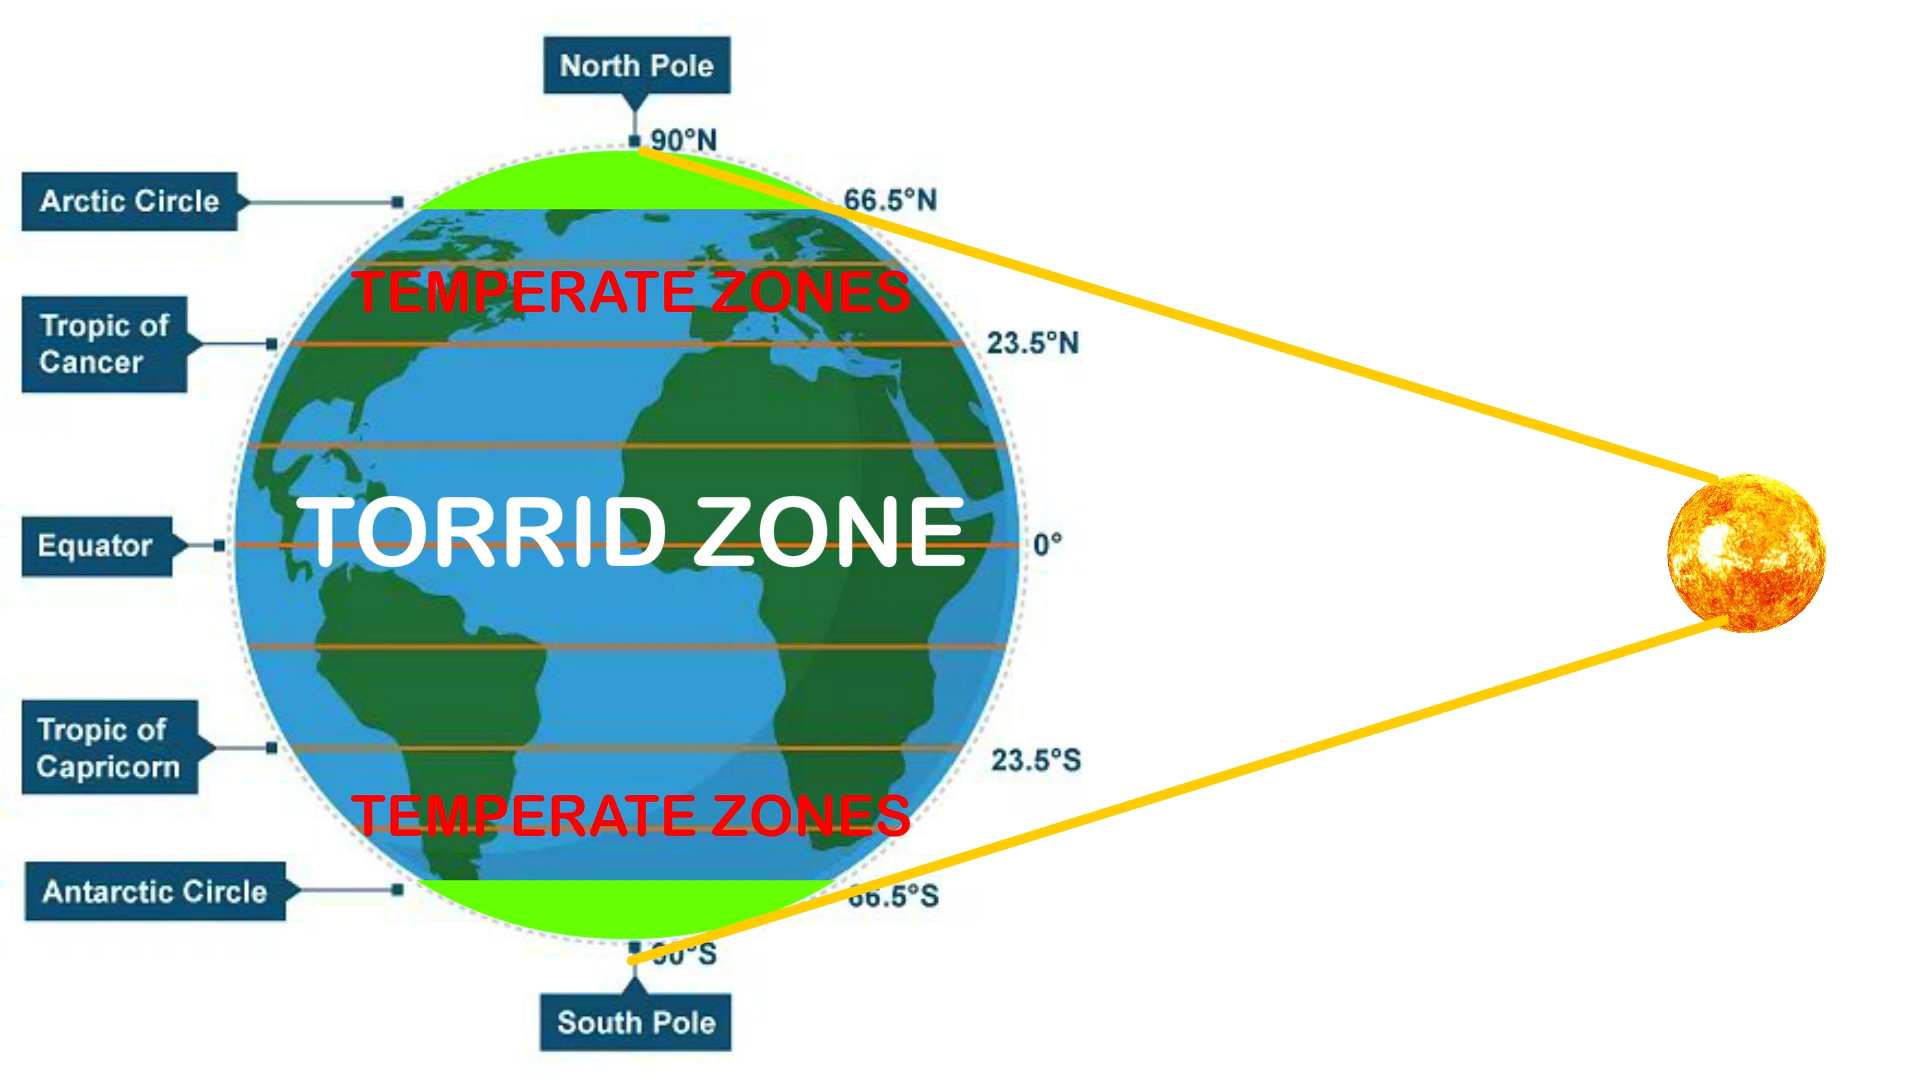 North Pole
90°N
Arctic Circle
66.5°N
TEMPERATE ZONES
Tropic of
Cancer
23.5°N
TORRID ZONE
Equator
0°
Tropic of
Capricorn
23.5°S
TEMPERATE ZONES
Antarctic Circle
66.5°S
90°S
South Pole